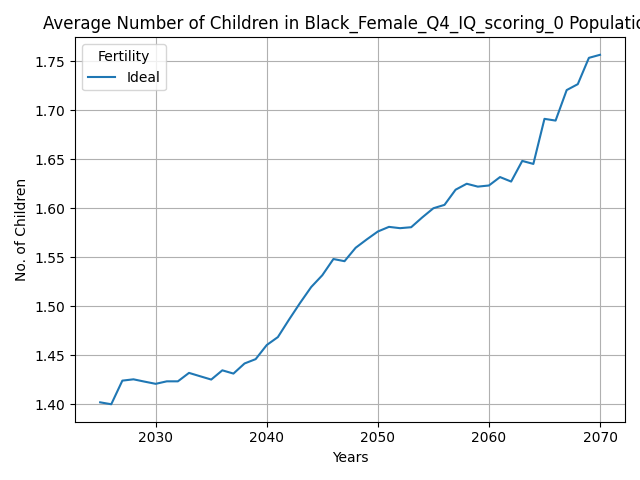 Average Number of Children in Black_Female_Q4_IQ_scoring_0 Populatio
Fertility
Ideal
1.75
1.70
1.65
1.60
1.55
1.50
1.45
1.40
No. of Children
2030 2040 2050 2060 2070
Years